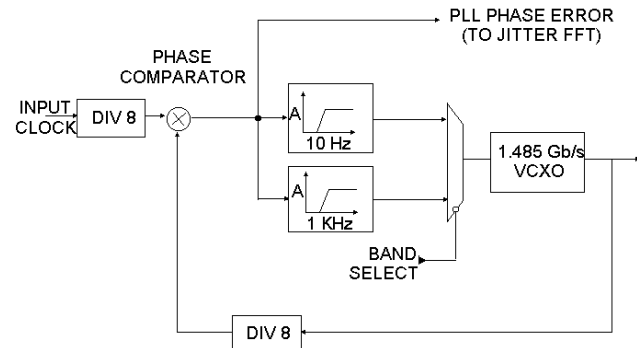 PLL PHASE ERROR
(TO JITTER FFT)
PHASE
COMPARATOR
INPUT
CLOCK
DIV 8
A
10 Hz
A
1 KHz
1.485 Gb/s
VCXO
BAND
SELECT
DIV 8